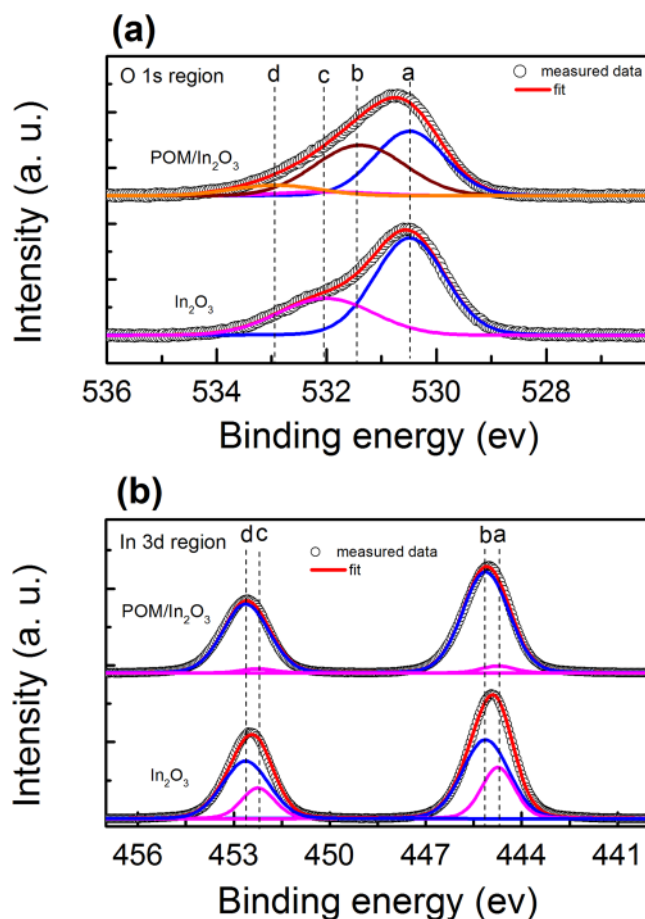 (a)
O 1s region
d c b a
measured data
fit
POM/In₂O₃
In₂O₃
Intensity (a. u.)
536 534 532 530 528
Binding energy (ev)
(b)
In 3d region
d c b a
measured data
fit
POM/In₂O₃
In₂O₃
Intensity (a. u.)
456 453 450 447 444 441
Binding energy (ev)